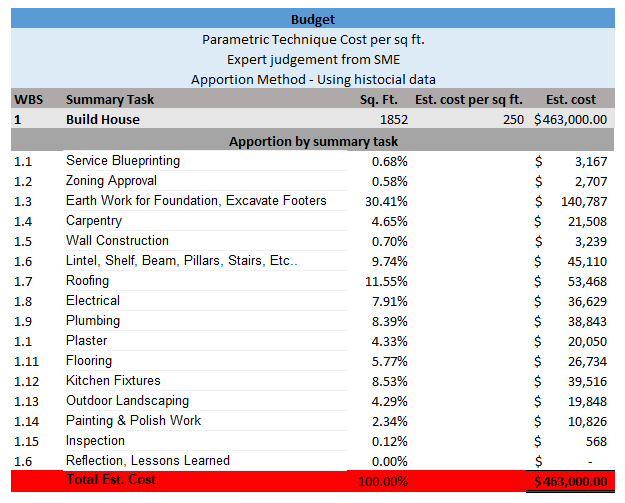 Budget
Parametric Technique Cost per sq ft.
Expert judgement from SME
Apportion Method - Using histocial data
WBS Summary Task Sq. Ft. Est. cost per sq ft. Est. cost
1 Build House 1852 250 $463,000.00
Apportion by summary task
1.1 Service Blueprinting 0.68% $ 3,167
1.2 Zoning Approval 0.58% $ 2,707
1.3 Earth Work for Foundation, Excavate Footers 30.41% $ 140,787
1.4 Carpentry 4.65% $ 21,508
1.5 Wall Construction 0.70% $ 3,239
1.6 Lintel, Shelf, Beam, Pillars, Stairs, Etc.. 9.74% $ 45,110
1.7 Roofing 11.55% $ 53,468
1.8 Electrical 7.91% $ 36,629
1.9 Plumbing 8.39% $ 38,843
1.1 Plaster 4.33% $ 20,050
1.11 Flooring 5.77% $ 26,734
1.12 Kitchen Fixtures 8.53% $ 39,516
1.13 Outdoor Landscaping 4.29% $ 19,848
1.14 Painting & Polish Work 2.34% $ 10,826
1.15 Inspection 0.12% $ 568
1.6 Reflection, Lessons Learned 0.00% $ -
Total Est. Cost 100.00% $463,000.00